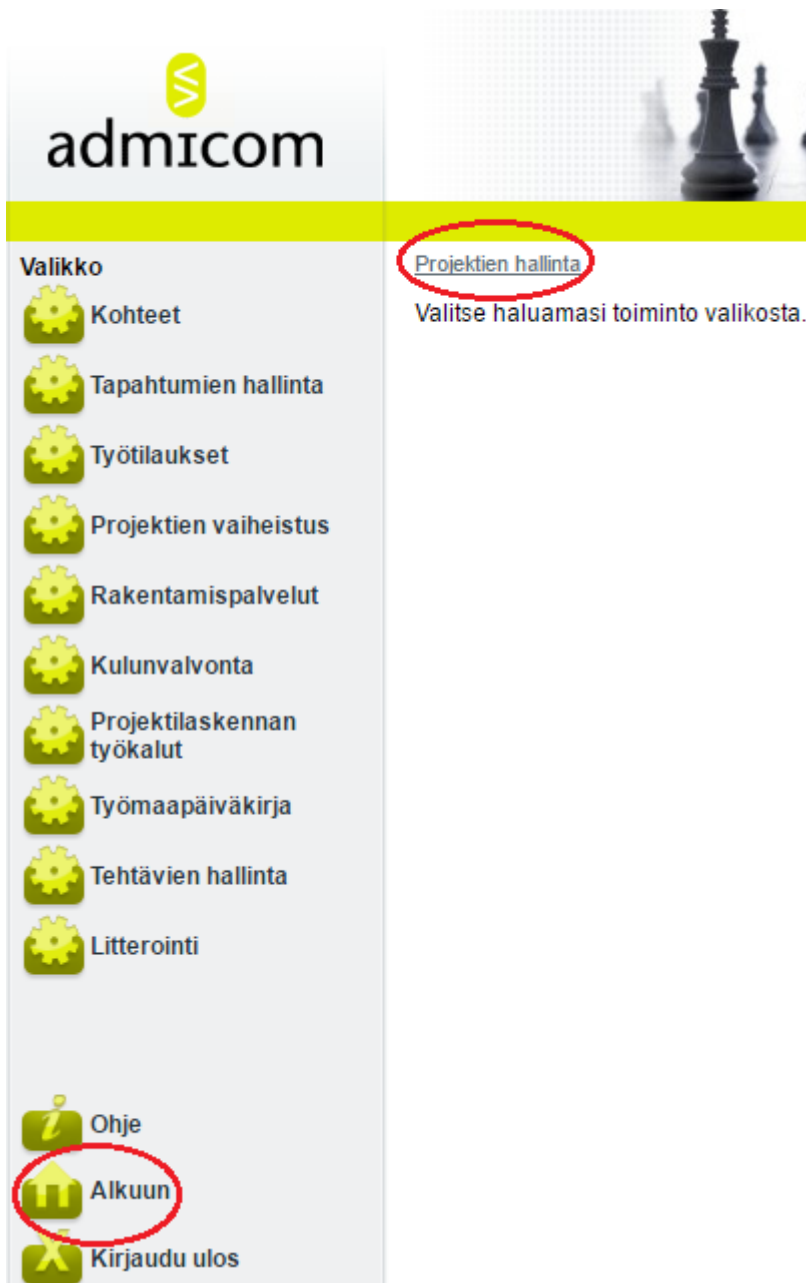 admicom
Valikko
Projektien hallinta
Kohteet
Valitse haluamasi toiminto valikosta.
Tapahtumien hallinta
Työtilaukset
Projektien vaiheistus
Rakentamispalvelut
Kulunvalvonta
Projektilaskennan
työkalut
Työmaapäiväkirja
Tehtävien hallinta
Litterointi
Ohje
Alkuun
Kirjaudu ulos